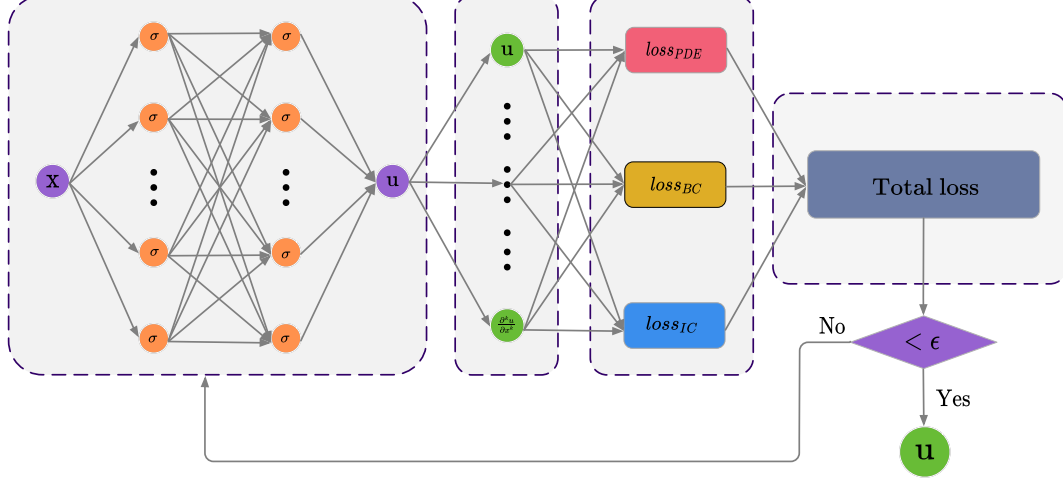 x
σ
σ
σ
σ
σ
σ
σ
σ
u
u
∂ᵏu/∂xᵏ
loss_PDE
loss_BC
loss_IC
Total loss
< ϵ
No
Yes
u